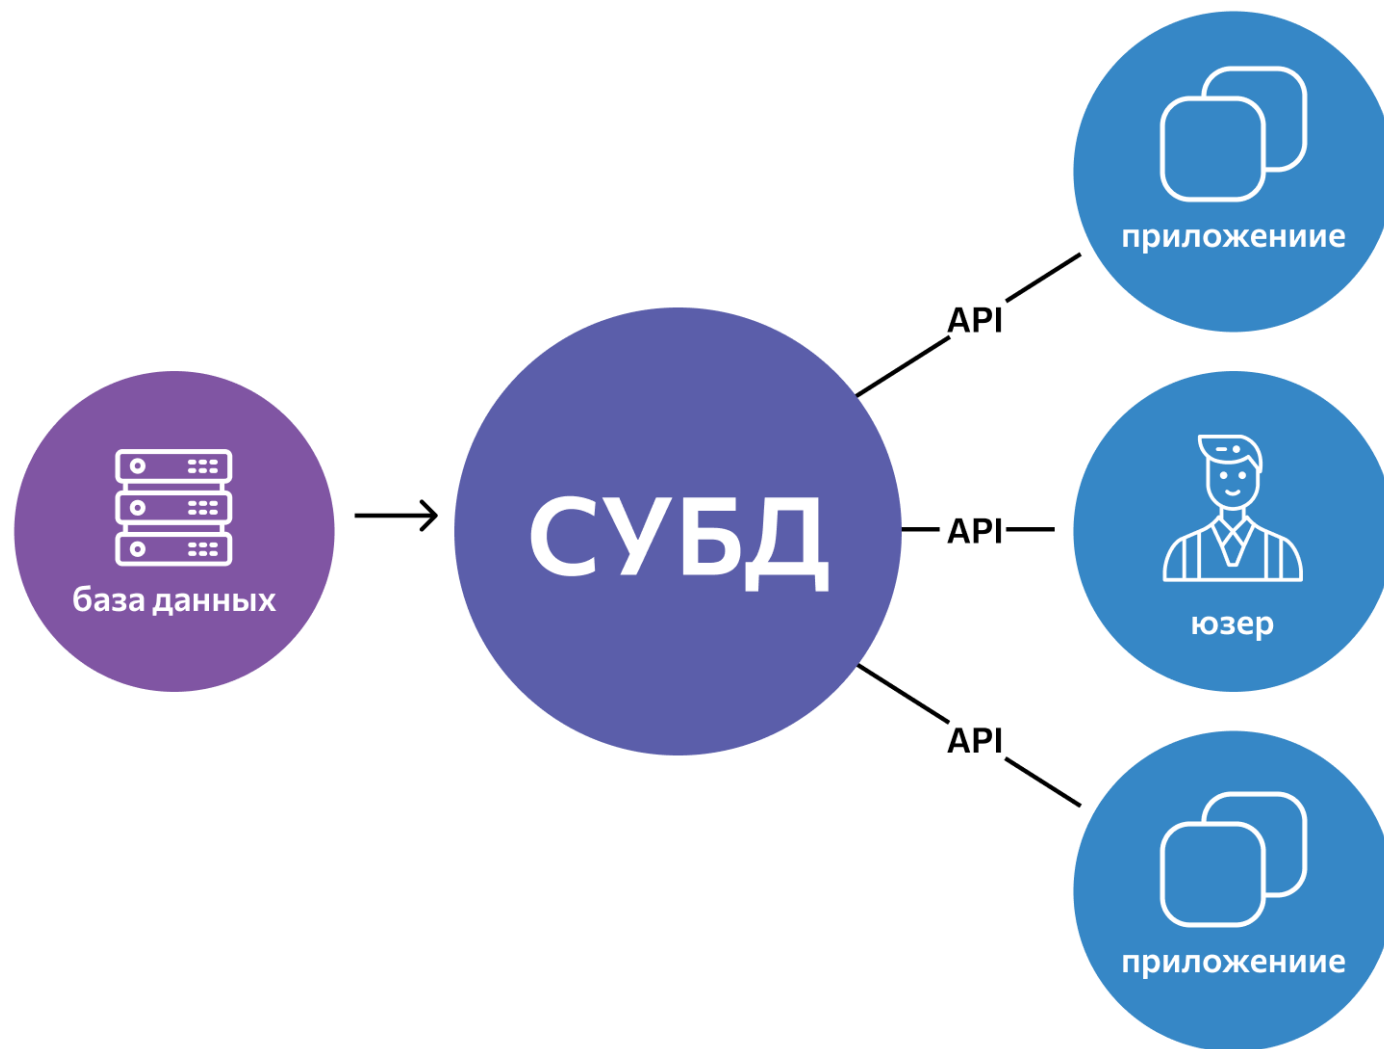 приложениие
API
база данных
СУБД
API
юзер
API
приложениие